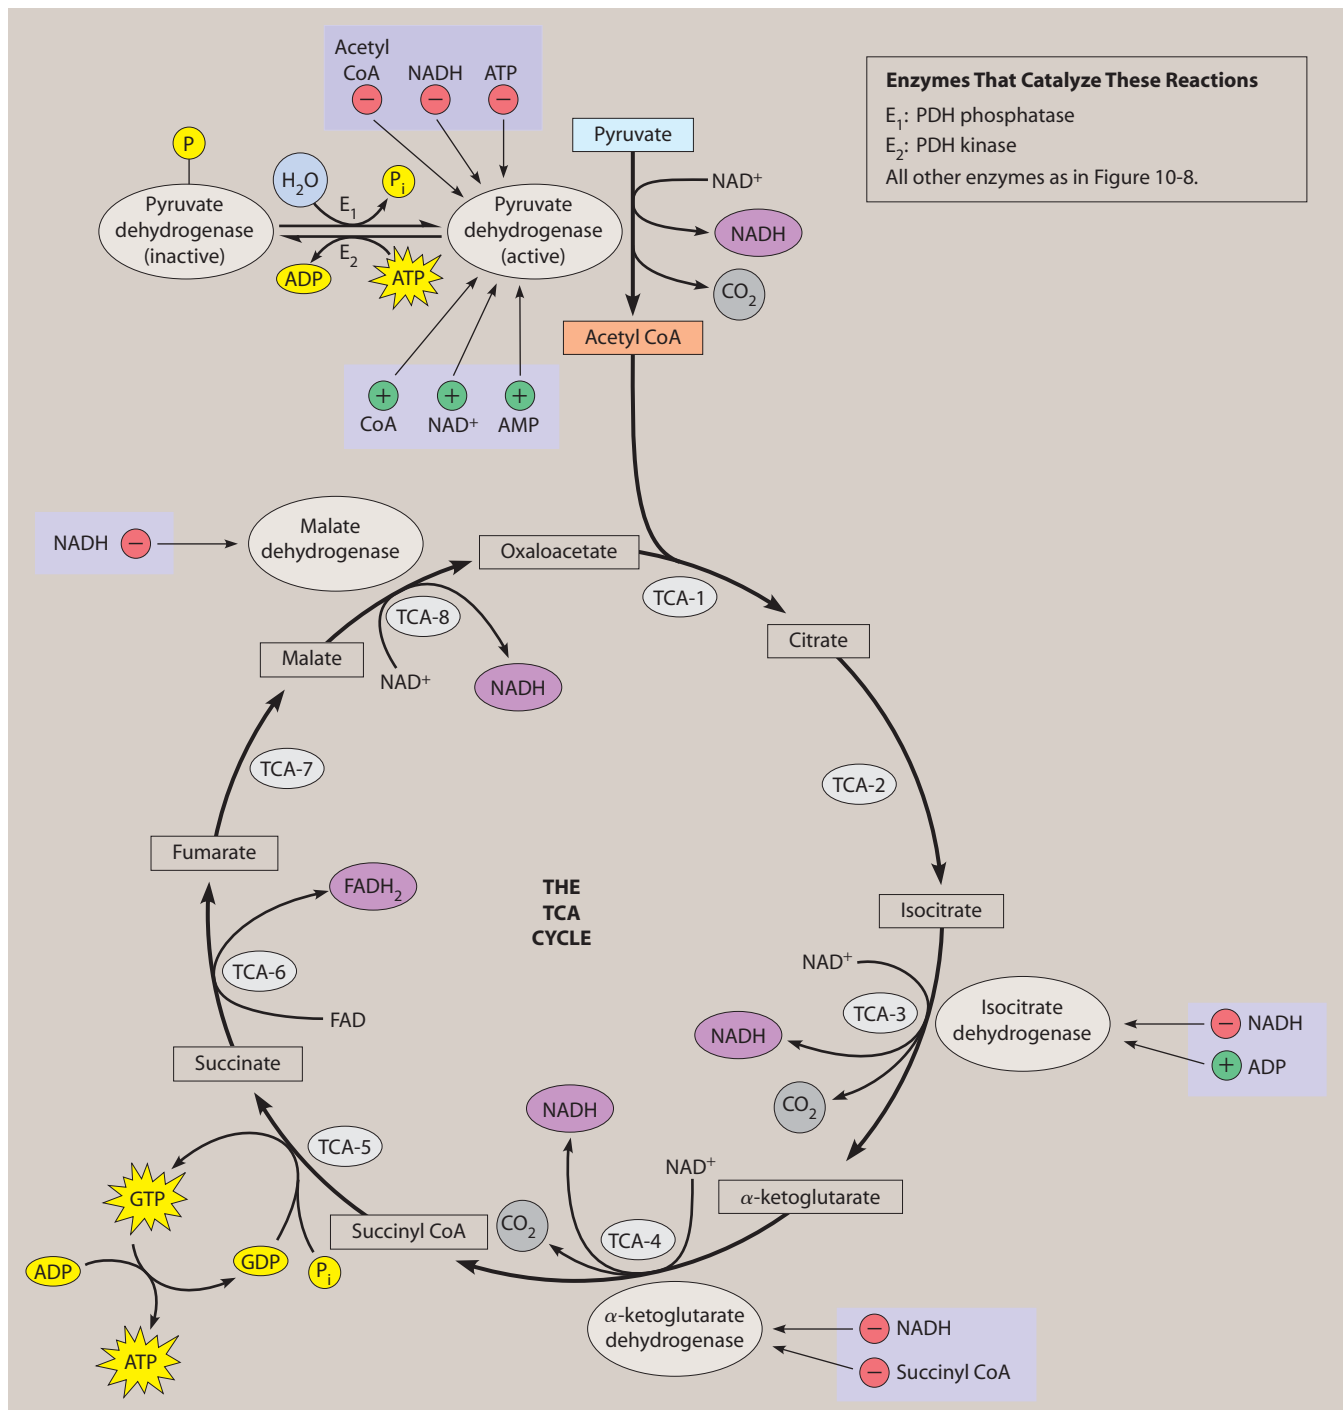 Acetyl
CoA NADH ATP
− − −
Enzymes That Catalyze These Reactions
E₁: PDH phosphatase
E₂: PDH kinase
All other enzymes as in Figure 10-8.
Pyruvate
P
H₂O
Pᵢ
E₁
E₂
ADP
ATP
Pyruvate
dehydrogenase
(inactive)
Pyruvate
dehydrogenase
(active)
NAD⁺
NADH
CO₂
Acetyl CoA
+ + +
CoA NAD⁺ AMP
NADH −
Malate
dehydrogenase
Oxaloacetate
TCA-1
Citrate
TCA-8
Malate
NAD⁺
NADH
TCA-7
TCA-2
Fumarate
FADH₂
THE
TCA
CYCLE
Isocitrate
TCA-6
FAD
NAD⁺
TCA-3
NADH
CO₂
Isocitrate
dehydrogenase
− NADH
+ ADP
Succinate
TCA-5
NADH
NAD⁺
α-ketoglutarate
GTP
Succinyl CoA
CO₂
TCA-4
ADP
GDP
Pᵢ
ATP
α-ketoglutarate
dehydrogenase
− NADH
− Succinyl CoA